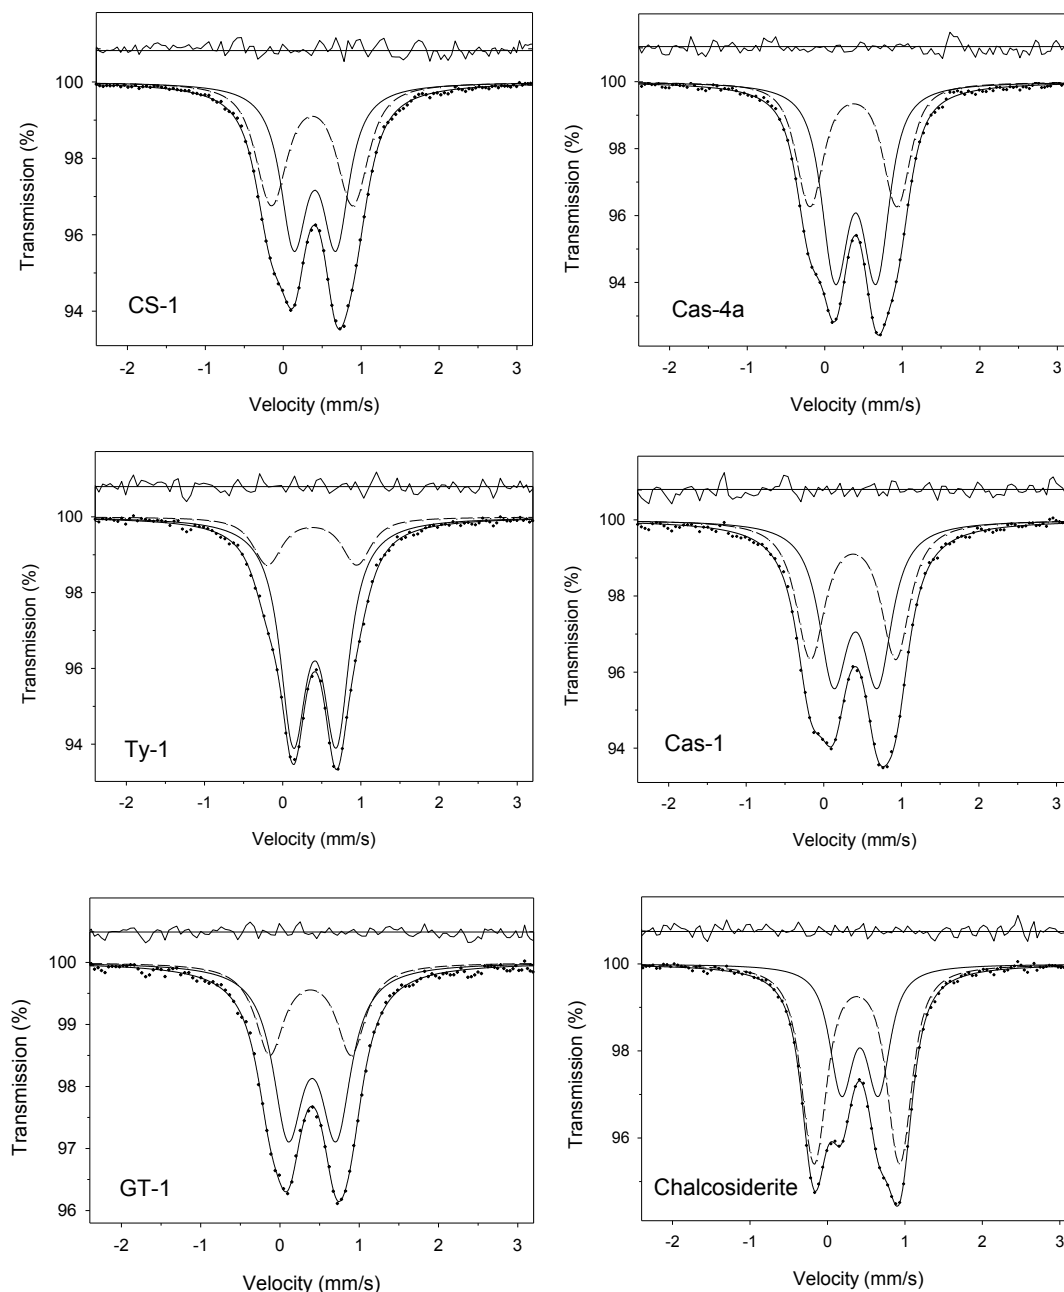 100
98
96
94
Transmission (%)
CS-1
-2 -1 0 1 2 3
Velocity (mm/s)
100
98
96
94
Transmission (%)
Cas-4a
-2 -1 0 1 2 3
Velocity (mm/s)
100
98
96
94
Transmission (%)
Ty-1
-2 -1 0 1 2 3
Velocity (mm/s)
100
98
96
94
Transmission (%)
Cas-1
-2 -1 0 1 2 3
Velocity (mm/s)
100
99
98
97
96
Transmission (%)
GT-1
-2 -1 0 1 2 3
Velocity (mm/s)
100
98
96
Transmission (%)
Chalcosiderite
-2 -1 0 1 2 3
Velocity (mm/s)